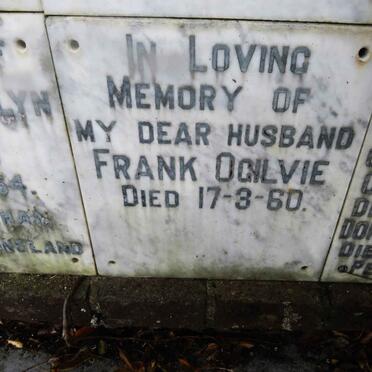 In Loving
Memory of
my dear husband
Frank Ogilvie
Died 17-3-60.